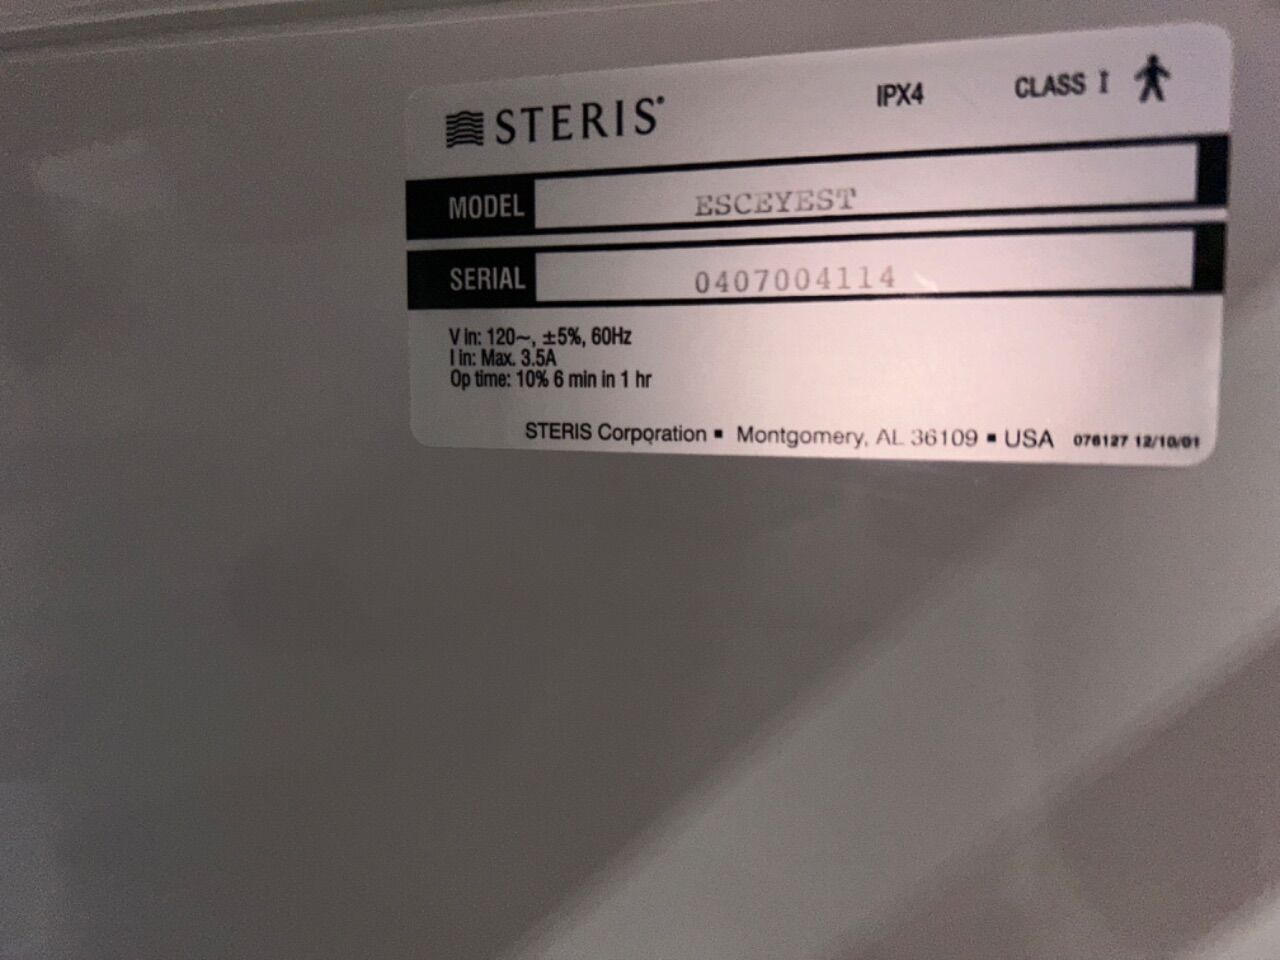 STERIS®
IPX4
CLASS I
MODEL ESCEYEST
SERIAL 0407004114
V in: 120~, ±5%, 60Hz
I in: Max. 3.5A
Op time: 10% 6 min in 1 hr
STERIS Corporation ▪ Montgomery, AL 36109 ▪ USA 076127 12/10/01